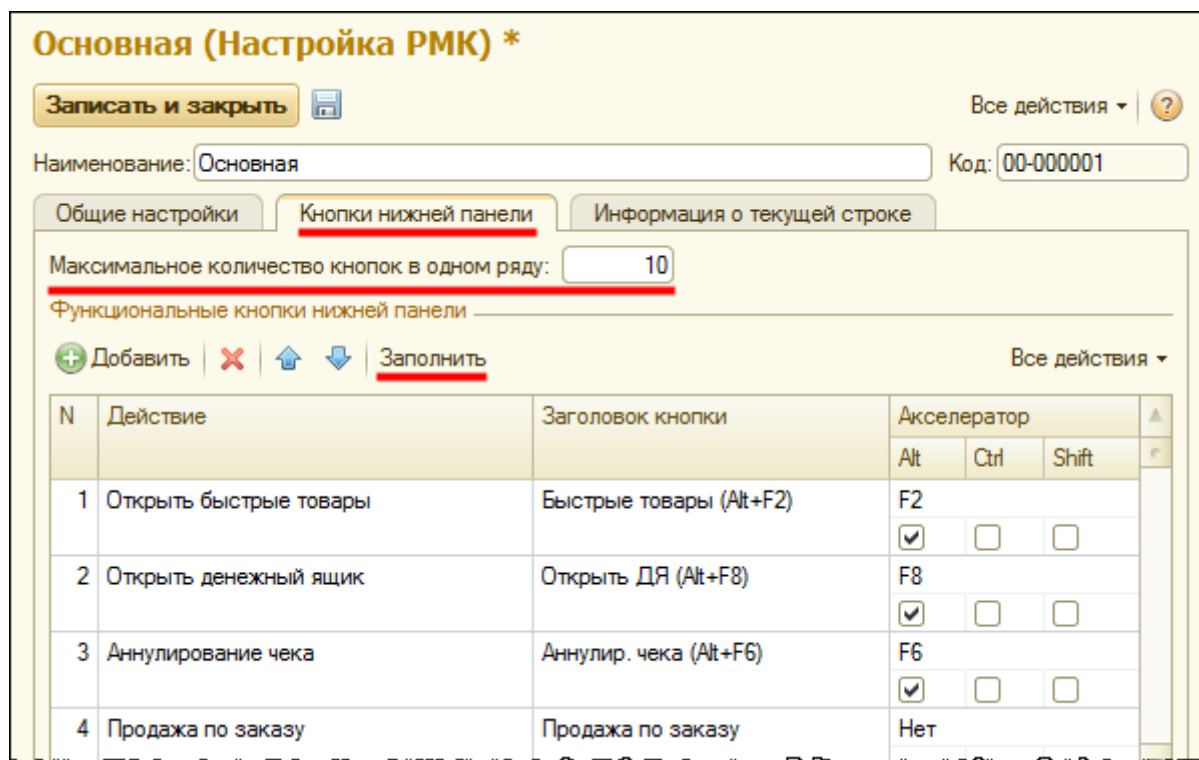 Основная (Настройка РМК) *
Записать и закрыть Все действия ?
Наименование: Основная Код: 00-000001
Общие настройки Кнопки нижней панели Информация о текущей строке
Максимальное количество кнопок в одном ряду: 10
Функциональные кнопки нижней панели
Добавить Заполнить Все действия
N Действие Заголовок кнопки Акселератор
Alt Ctrl Shift
1 Открыть быстрые товары Быстрые товары (Alt+F2) F2
2 Открыть денежный ящик Открыть ДЯ (Alt+F8) F8
3 Аннулирование чека Аннулир. чека (Alt+F6) F6
4 Продажа по заказу Продажа по заказу Нет